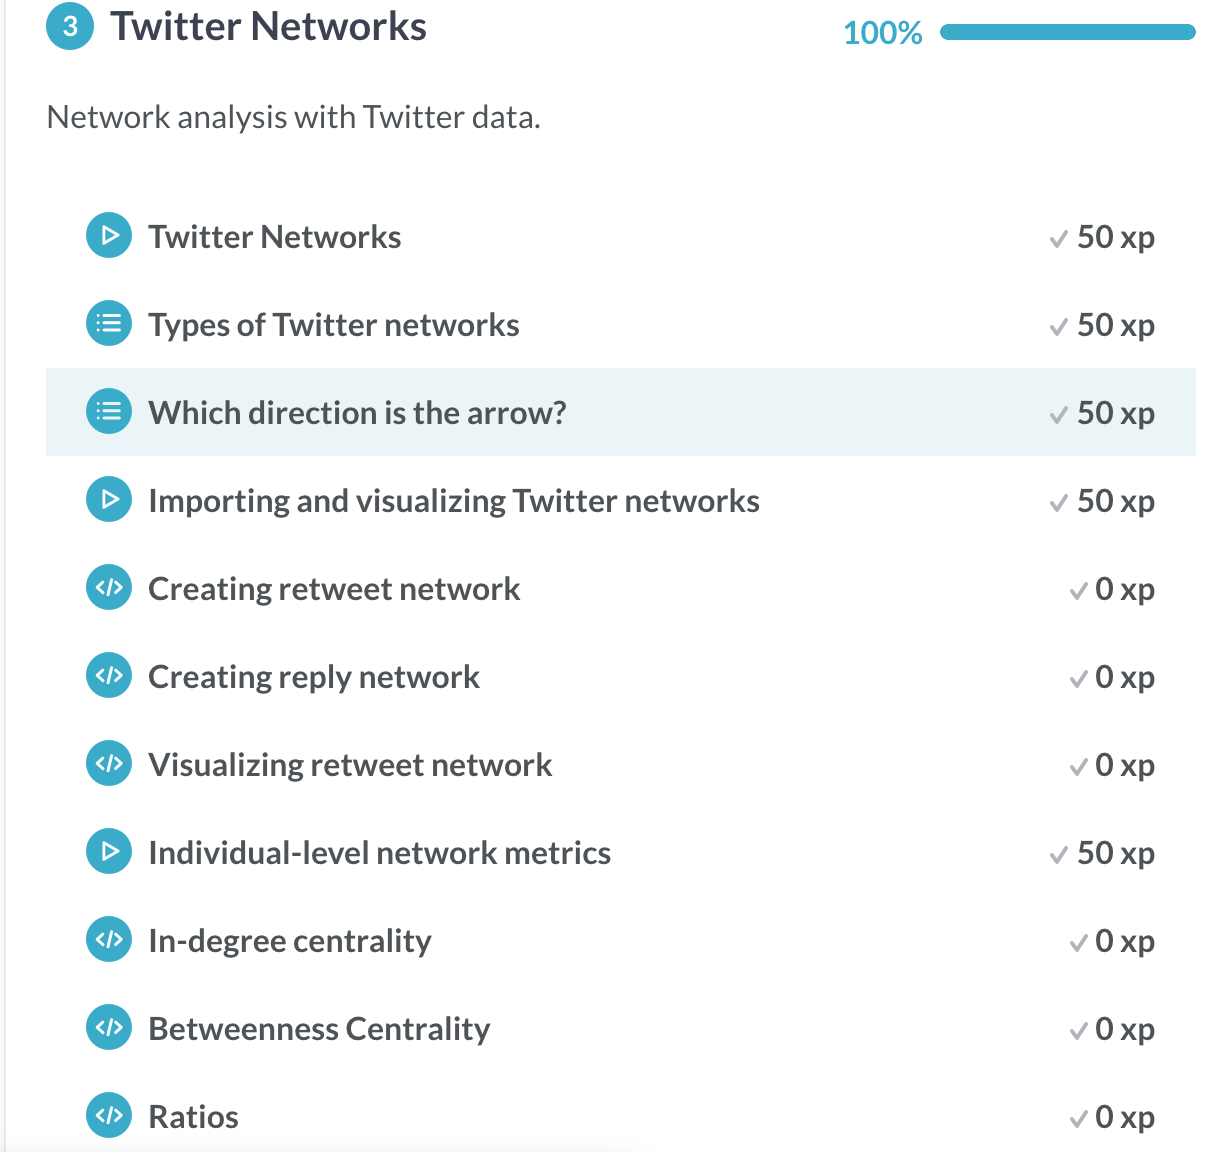 3 Twitter Networks 100%
Network analysis with Twitter data.
Twitter Networks 50 xp
Types of Twitter networks 50 xp
Which direction is the arrow? 50 xp
Importing and visualizing Twitter networks 50 xp
Creating retweet network 0 xp
Creating reply network 0 xp
Visualizing retweet network 0 xp
Individual-level network metrics 50 xp
In-degree centrality 0 xp
Betweenness Centrality 0 xp
Ratios 0 xp